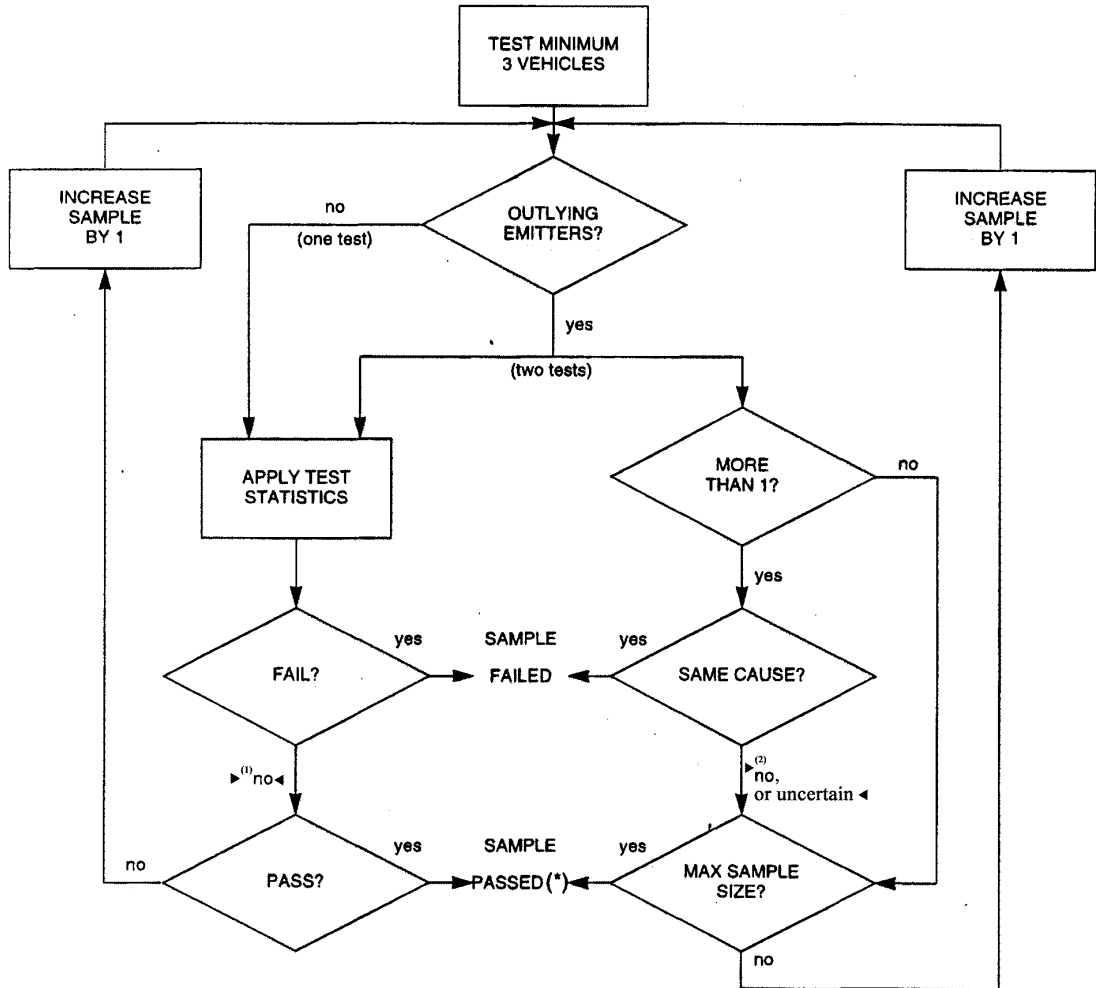 TEST MINIMUM
3 VEHICLES
INCREASE
SAMPLE
BY 1
no
(one test)
OUTLYING
EMITTERS?
INCREASE
SAMPLE
BY 1
yes
(two tests)
APPLY TEST
STATISTICS
MORE
THAN 1?
no
yes
FAIL?
yes
SAMPLE
FAILED
yes
SAME CAUSE?
►(1) no ◄
►(2)
no,
or uncertain ◄
no
PASS?
yes
SAMPLE
PASSED (*)
yes
MAX SAMPLE
SIZE?
no